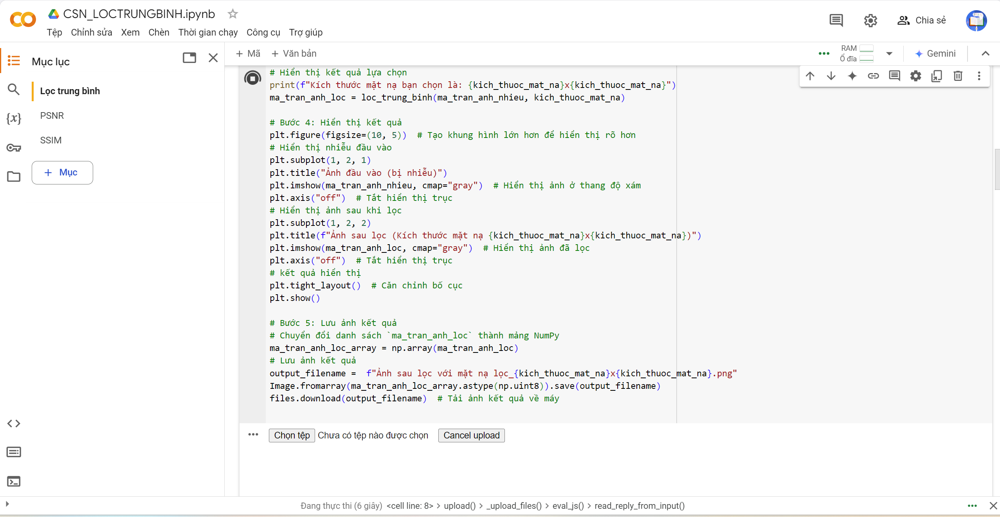 CSN_LOCTRUNGBINH.ipynb
Tệp Chỉnh sửa Xem Chèn Thời gian chạy Công cụ Trợ giúp
Chia sẻ
Mục lục
Lọc trung bình
PSNR
SSIM
+ Mục
+ Mã + Văn bản
RAM
Ổ đĩa
Gemini
# Hiển thị kết quả lựa chọn
print(f"Kích thước mặt nạ bạn chọn là: {kich_thuoc_mat_na}x{kich_thuoc_mat_na}")
ma_tran_anh_loc = loc_trung_binh(ma_tran_anh_nhieu, kich_thuoc_mat_na)
# Bước 4: Hiển thị kết quả
plt.figure(figsize=(10, 5))  # Tạo khung hình lớn hơn để hiển thị rõ hơn
# Hiển thị nhiễu đầu vào
plt.subplot(1, 2, 1)
plt.title("Ảnh đầu vào (bị nhiễu)")
plt.imshow(ma_tran_anh_nhieu, cmap="gray")  # Hiển thị ảnh ở thang độ xám
plt.axis("off")  # Tắt hiển thị trục
# Hiển thị ảnh sau khi lọc
plt.subplot(1, 2, 2)
plt.title(f"Ảnh sau lọc (Kích thước mặt nạ {kich_thuoc_mat_na}x{kich_thuoc_mat_na})")
plt.imshow(ma_tran_anh_loc, cmap="gray")  # Hiển thị ảnh đã lọc
plt.axis("off")  # Tắt hiển thị trục
# kết quả hiển thị
plt.tight_layout()  # Căn chỉnh bố cục
plt.show()
# Bước 5: Lưu ảnh kết quả
# Chuyển đổi danh sách `ma_tran_anh_loc` thành mảng NumPy
ma_tran_anh_loc_array = np.array(ma_tran_anh_loc)
# Lưu ảnh kết quả
output_filename =  f"Ảnh sau lọc với mặt nạ lọc_{kich_thuoc_mat_na}x{kich_thuoc_mat_na}.png"
Image.fromarray(ma_tran_anh_loc_array.astype(np.uint8)).save(output_filename)
files.download(output_filename)  # Tải ảnh kết quả về máy
Chọn tệp Chưa có tệp nào được chọn Cancel upload
Đang thực thi (6 giây) <cell line: 8> > upload() > _upload_files() > eval_js() > read_reply_from_input()